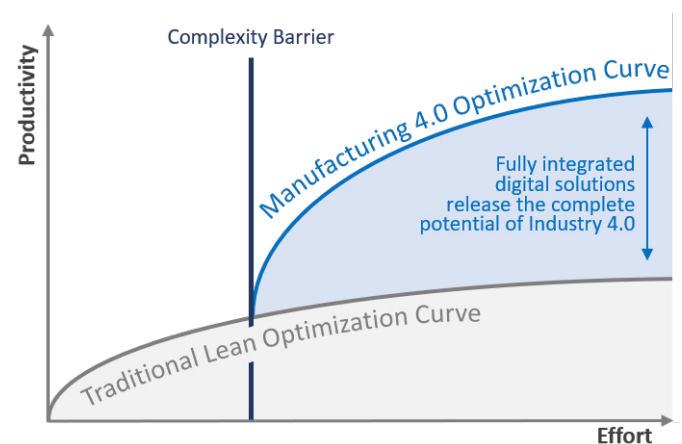 Complexity Barrier
Productivity
Manufacturing 4.0 Optimization Curve
Fully integrated
digital solutions
release the complete
potential of Industry 4.0
Traditional Lean Optimization Curve
Effort